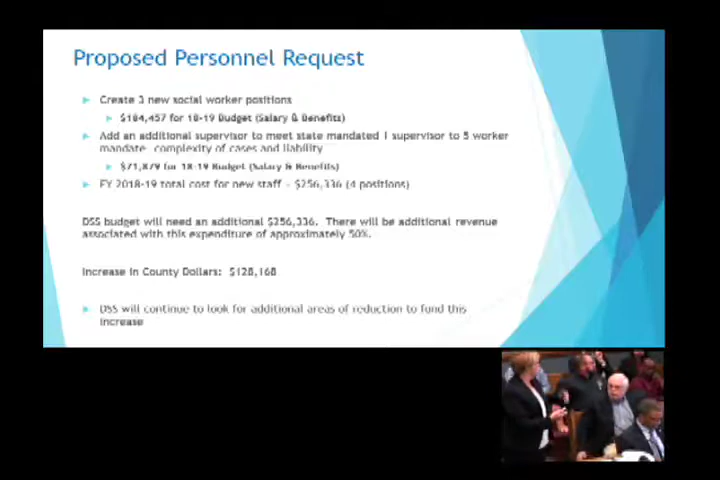 Proposed Personnel Request
Create 3 new social worker positions
$184,457 for 18-19 Budget (Salary & Benefits)
Add an additional supervisor to meet state mandated 1 supervisor to 5 worker
mandate complexity of cases and liability
$71,879 for 18-19 Budget (Salary & Benefits)
FY 2018-19 total cost for new staff - $256,336 (4 positions)
DSS budget will need an additional $256,336. There will be additional revenue
associated with this expenditure of approximately 50%.
Increase in County Dollars: $128,168
DSS will continue to look for additional areas of reduction to fund this
increase